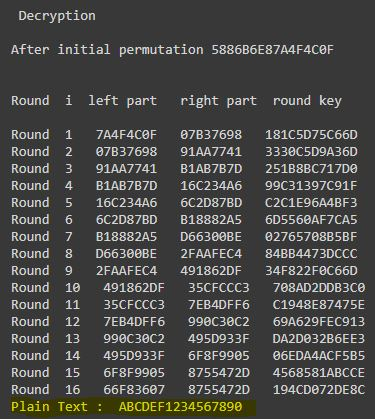 Decryption
After initial permutation 5886B6E87A4F4C0F
Round i left part right part round key
Round 1 7A4F4C0F 07B37698 181C5D75C66D
Round 2 07B37698 91AA7741 3330C5D9A36D
Round 3 91AA7741 B1AB7B7D 251B8BC717D0
Round 4 B1AB7B7D 16C234A6 99C31397C91F
Round 5 16C234A6 6C2D87BD C2C1E96A4BF3
Round 6 6C2D87BD B18882A5 6D5560AF7CA5
Round 7 B18882A5 D66300BE 02765708B5BF
Round 8 D66300BE 2FAAFEC4 84BB4473DCCC
Round 9 2FAAFEC4 491862DF 34F822F0C66D
Round 10 491862DF 35CFCCC3 708AD2DDB3C0
Round 11 35CFCCC3 7EB4DFF6 C1948E87475E
Round 12 7EB4DFF6 990C30C2 69A629FEC913
Round 13 990C30C2 495D933F DA2D032B6EE3
Round 14 495D933F 6F8F9905 06EDA4ACF5B5
Round 15 6F8F9905 8755472D 4568581ABCCE
Round 16 66F83607 8755472D 194CD072DE8C
Plain Text : ABCDEF1234567890